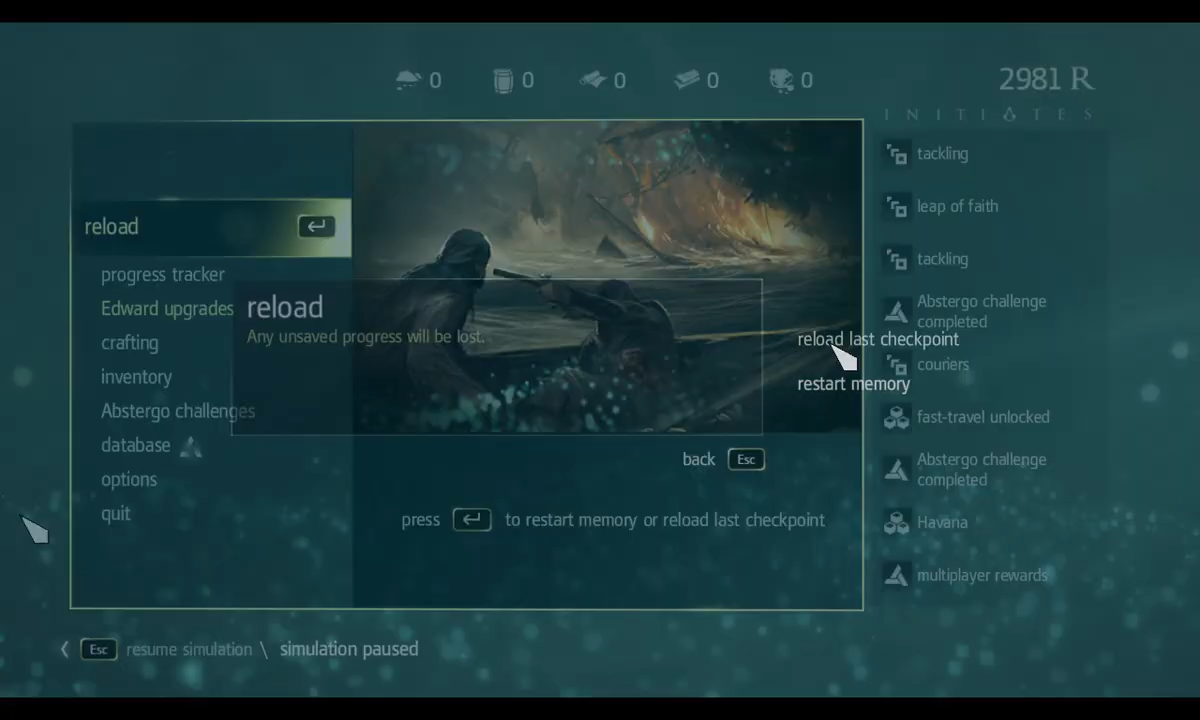 0 0 0 0 0 2981 R
INITIATES
reload
progress tracker
Edward upgrades
crafting
inventory
Abstergo challenges
database
options
quit
reload
Any unsaved progress will be lost.
reload last checkpoint
restart memory
back Esc
press to restart memory or reload last checkpoint
tackling
leap of faith
tackling
Abstergo challenge
completed
couriers
fast-travel unlocked
Abstergo challenge
completed
Havana
multiplayer rewards
Esc resume simulation \ simulation paused